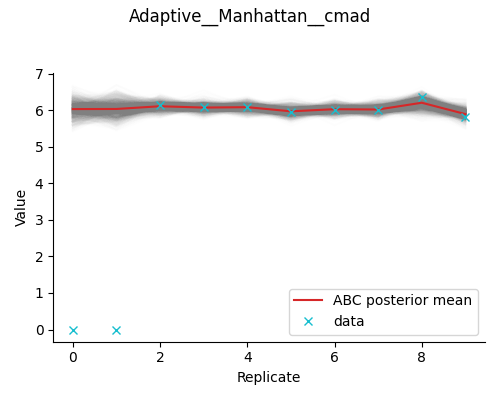 Adaptive__Manhattan__cmad
7
6
5
4
3
2
1
0
Value
0 2 4 6 8
Replicate
ABC posterior mean
data